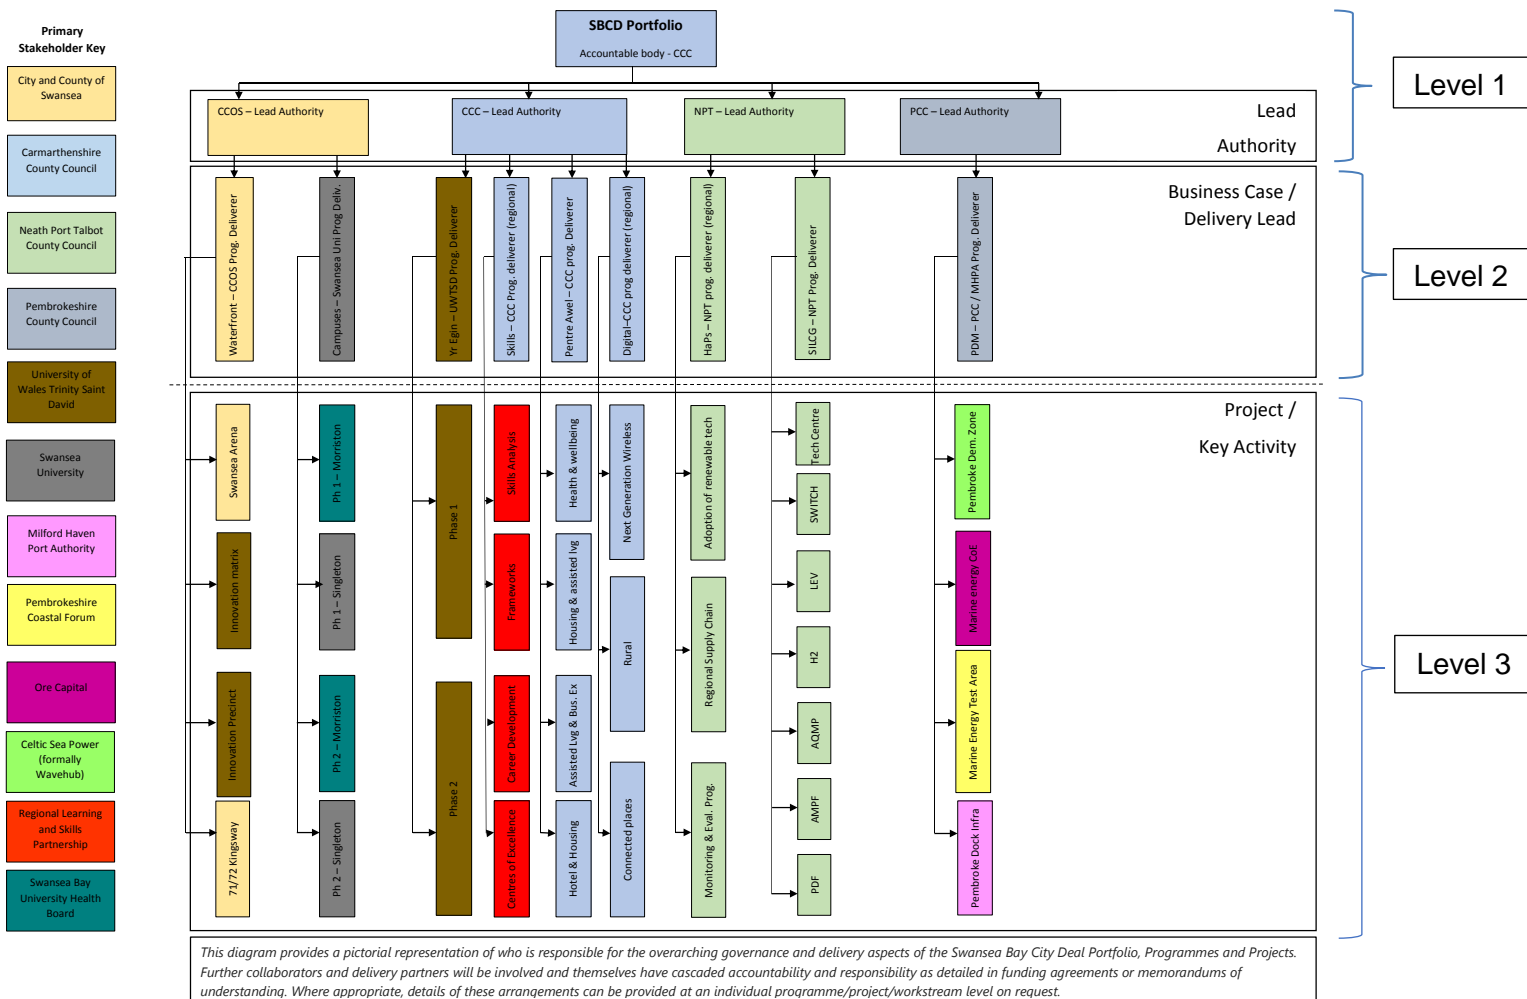 Primary
Stakeholder Key
City and County of
Swansea
Carmarthenshire
County Council
Neath Port Talbot
County Council
Pembrokeshire
County Council
University of
Wales Trinity Saint
David
Swansea
University
Milford Haven
Port Authority
Pembrokeshire
Coastal Forum
Ore Capital
Celtic Sea Power
(formally
Wavehub)
Regional Learning
and Skills
Partnership
Swansea Bay
University Health
Board
SBCD Portfolio
Accountable body - CCC
CCOS – Lead Authority
CCC – Lead Authority
NPT – Lead Authority
PCC – Lead Authority
Lead
Authority
Level 1
Waterfront – CCOS Prog. Deliverer
Campuses – Swansea Uni Prog Deliv.
Yr Egin – UWTSD Prog. Deliverer
Skills – CCC Prog. deliverer (regional)
Pentre Awel – CCC prog. Deliverer
Digital–CCC prog deliverer (regional)
HaPs – NPT prog. deliverer (regional)
SILCG – NPT Prog. Deliverer
PDM – PCC / MHPA Prog. Deliverer
Business Case /
Delivery Lead
Level 2
Project /
Key Activity
Level 3
Swansea Arena
Innovation matrix
Innovation Precinct
71/72 Kingsway
Ph 1 – Morriston
Ph 1 – Singleton
Ph 2 – Morriston
Ph 2 – Singleton
Phase 1
Phase 2
Skills Analysis
Frameworks
Career Development
Centres of Excellence
Health & wellbeing
Housing & assisted lvg
Assisted Lvg & Bus. Ex
Hotel & Housing
Next Generation Wireless
Rural
Connected places
Adoption of renewable tech
Regional Supply Chain
Monitoring & Eval. Prog.
Tech Centre
SWITCH
LEV
H2
AQMP
AMPF
PDF
Pembroke Dem. Zone
Marine energy CoE
Marine Energy Test Area
Pembroke Dock Infra
This diagram provides a pictorial representation of who is responsible for the overarching governance and delivery aspects of the Swansea Bay City Deal Portfolio, Programmes and Projects.
Further collaborators and delivery partners will be involved and themselves have cascaded accountability and responsibility as detailed in funding agreements or memorandums of
understanding. Where appropriate, details of these arrangements can be provided at an individual programme/project/workstream level on request.